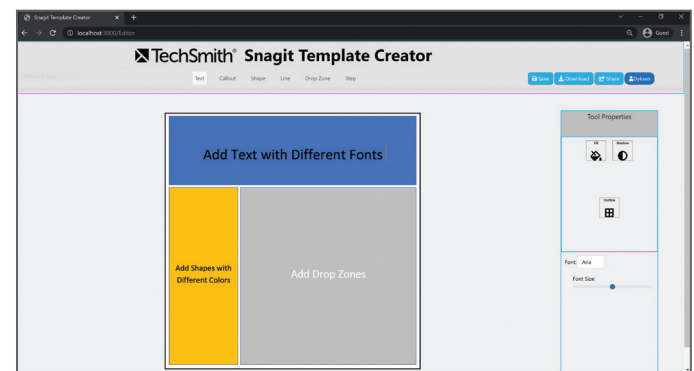 Snagit Template Creator
localhost:3000/Editor
Guest
TechSmith® Snagit Template Creator
Text Callout Shape Line Drop Zone Step
Save Download Share Dyksen
Tool Properties
Fill Shadow
Outline
Add Text with Different Fonts
Add Shapes with
Different Colors
Add Drop Zones
Font: Aria
Font Size: